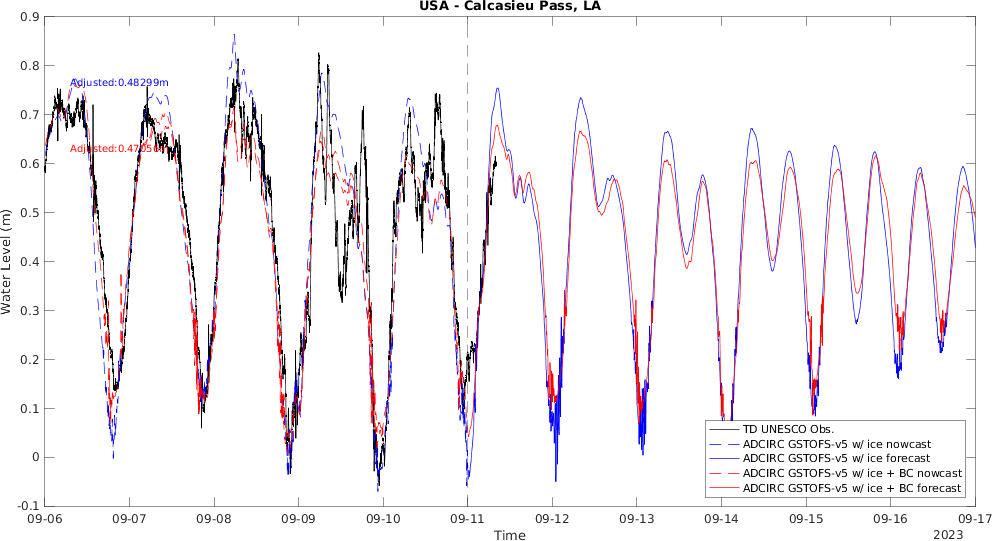 USA - Calcasieu Pass, LA
Water Level (m)
0.9
0.8
0.7
0.6
0.5
0.4
0.3
0.2
0.1
0
-0.1
Adjusted:0.48299m
09-06
09-07
09-08
09-09
09-10
09-11
09-12
09-13
09-14
09-15
09-16
09-17
Time
2023
TD UNESCO Obs.
ADCIRC GSTOFS-v5 w/ ice nowcast
ADCIRC GSTOFS-v5 w/ ice forecast
ADCIRC GSTOFS-v5 w/ ice + BC nowcast
ADCIRC GSTOFS-v5 w/ ice + BC forecast